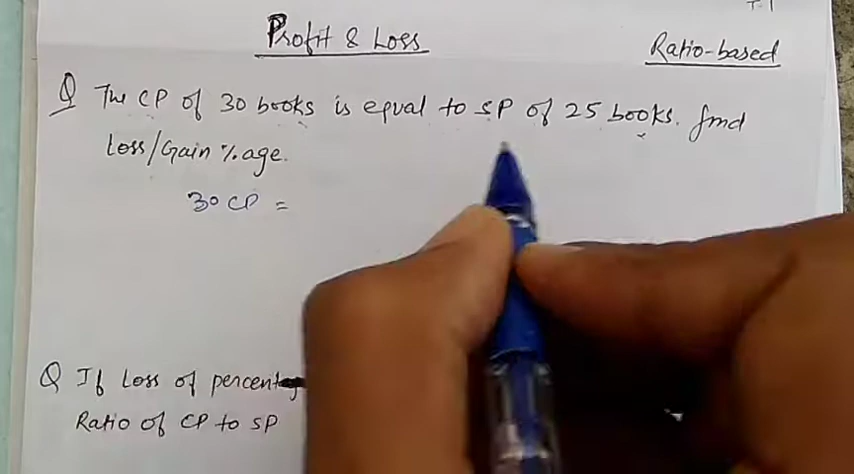 Profit & Loss
Ratio-based
Q The CP of 30 books is equal to SP of 25 books. find
Loss/Gain %age.
30 CP =
Q If Loss of
Ratio of CP to SP